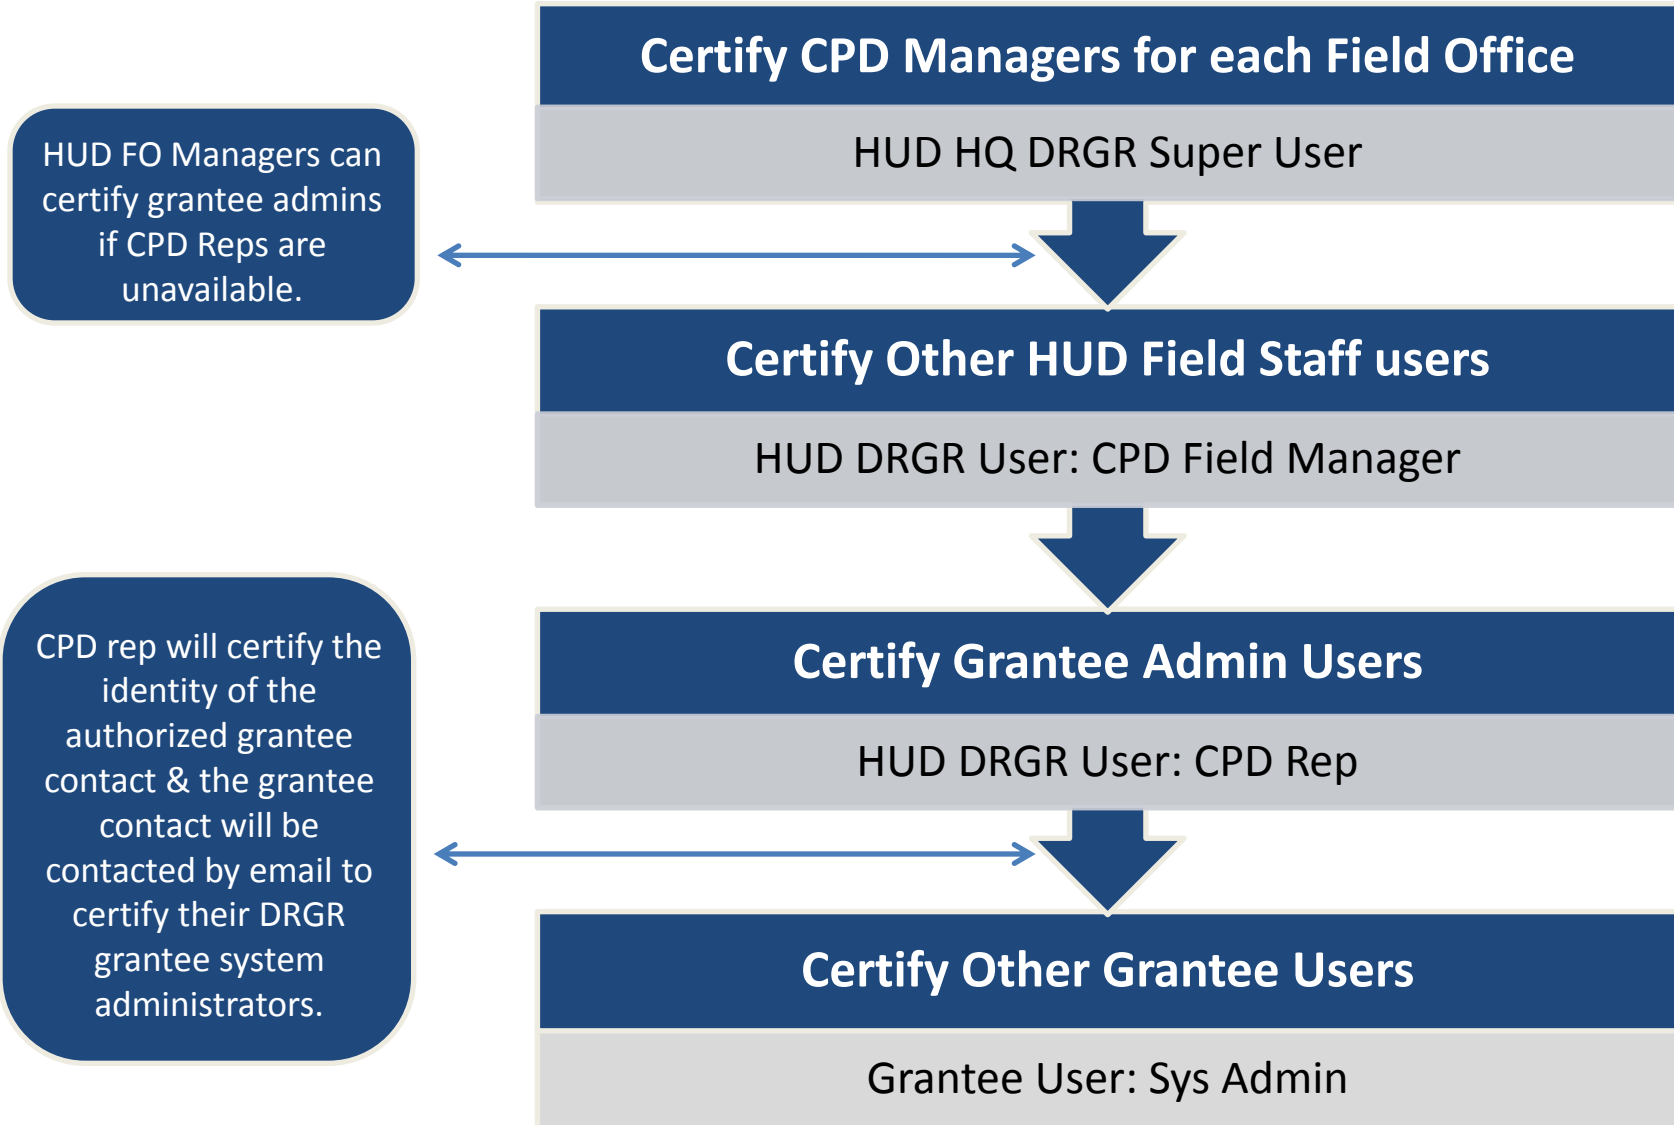 Certify CPD Managers for each Field Office
HUD HQ DRGR Super User
HUD FO Managers can
certify grantee admins
if CPD Reps are
unavailable.
Certify Other HUD Field Staff users
HUD DRGR User: CPD Field Manager
Certify Grantee Admin Users
HUD DRGR User: CPD Rep
CPD rep will certify the
identity of the
authorized grantee
contact & the grantee
contact will be
contacted by email to
certify their DRGR
grantee system
administrators.
Certify Other Grantee Users
Grantee User: Sys Admin